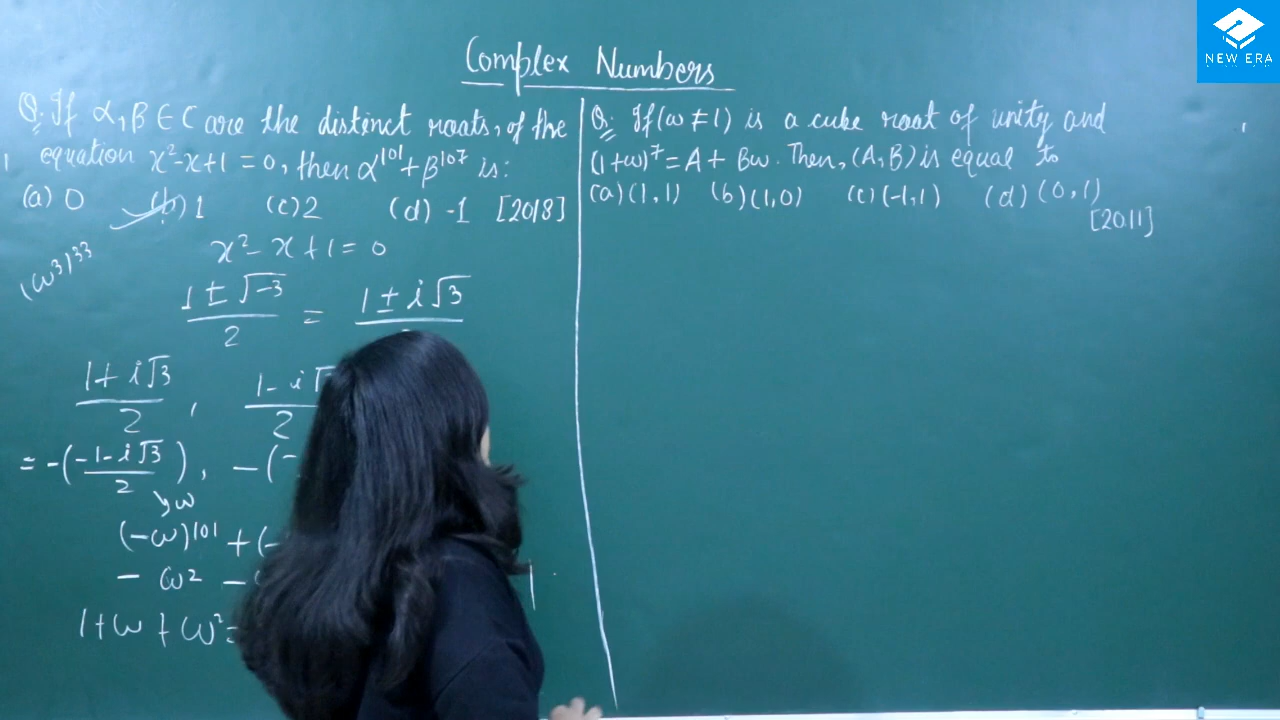 Complex Numbers
Q. If α, β ∈ C are the distinct roots, of the
equation x²-x+1 = 0, then α¹⁰¹+β¹⁰⁷ is:
(a) 0 (b) 1 (c) 2 (d) -1 [2018]
(ω³)³³
x²- x +1 = 0
1 ± √-3 / 2 = 1 ± i√3
1+ i√3 / 2 , 1- i / 2
= -(-1-i√3 / 2), -(-
↘ω
(-ω)¹⁰¹ + (-
- ω² -
1+ω+ω²=
Q. If (ω ≠ 1) is a cube root of unity and
(1+ω)⁷ = A + Bω. Then, (A, B) is equal to
(a) (1, 1) (b) (1, 0) (c) (-1, 1) (d) (0, 1)
[2011]
NEW ERA